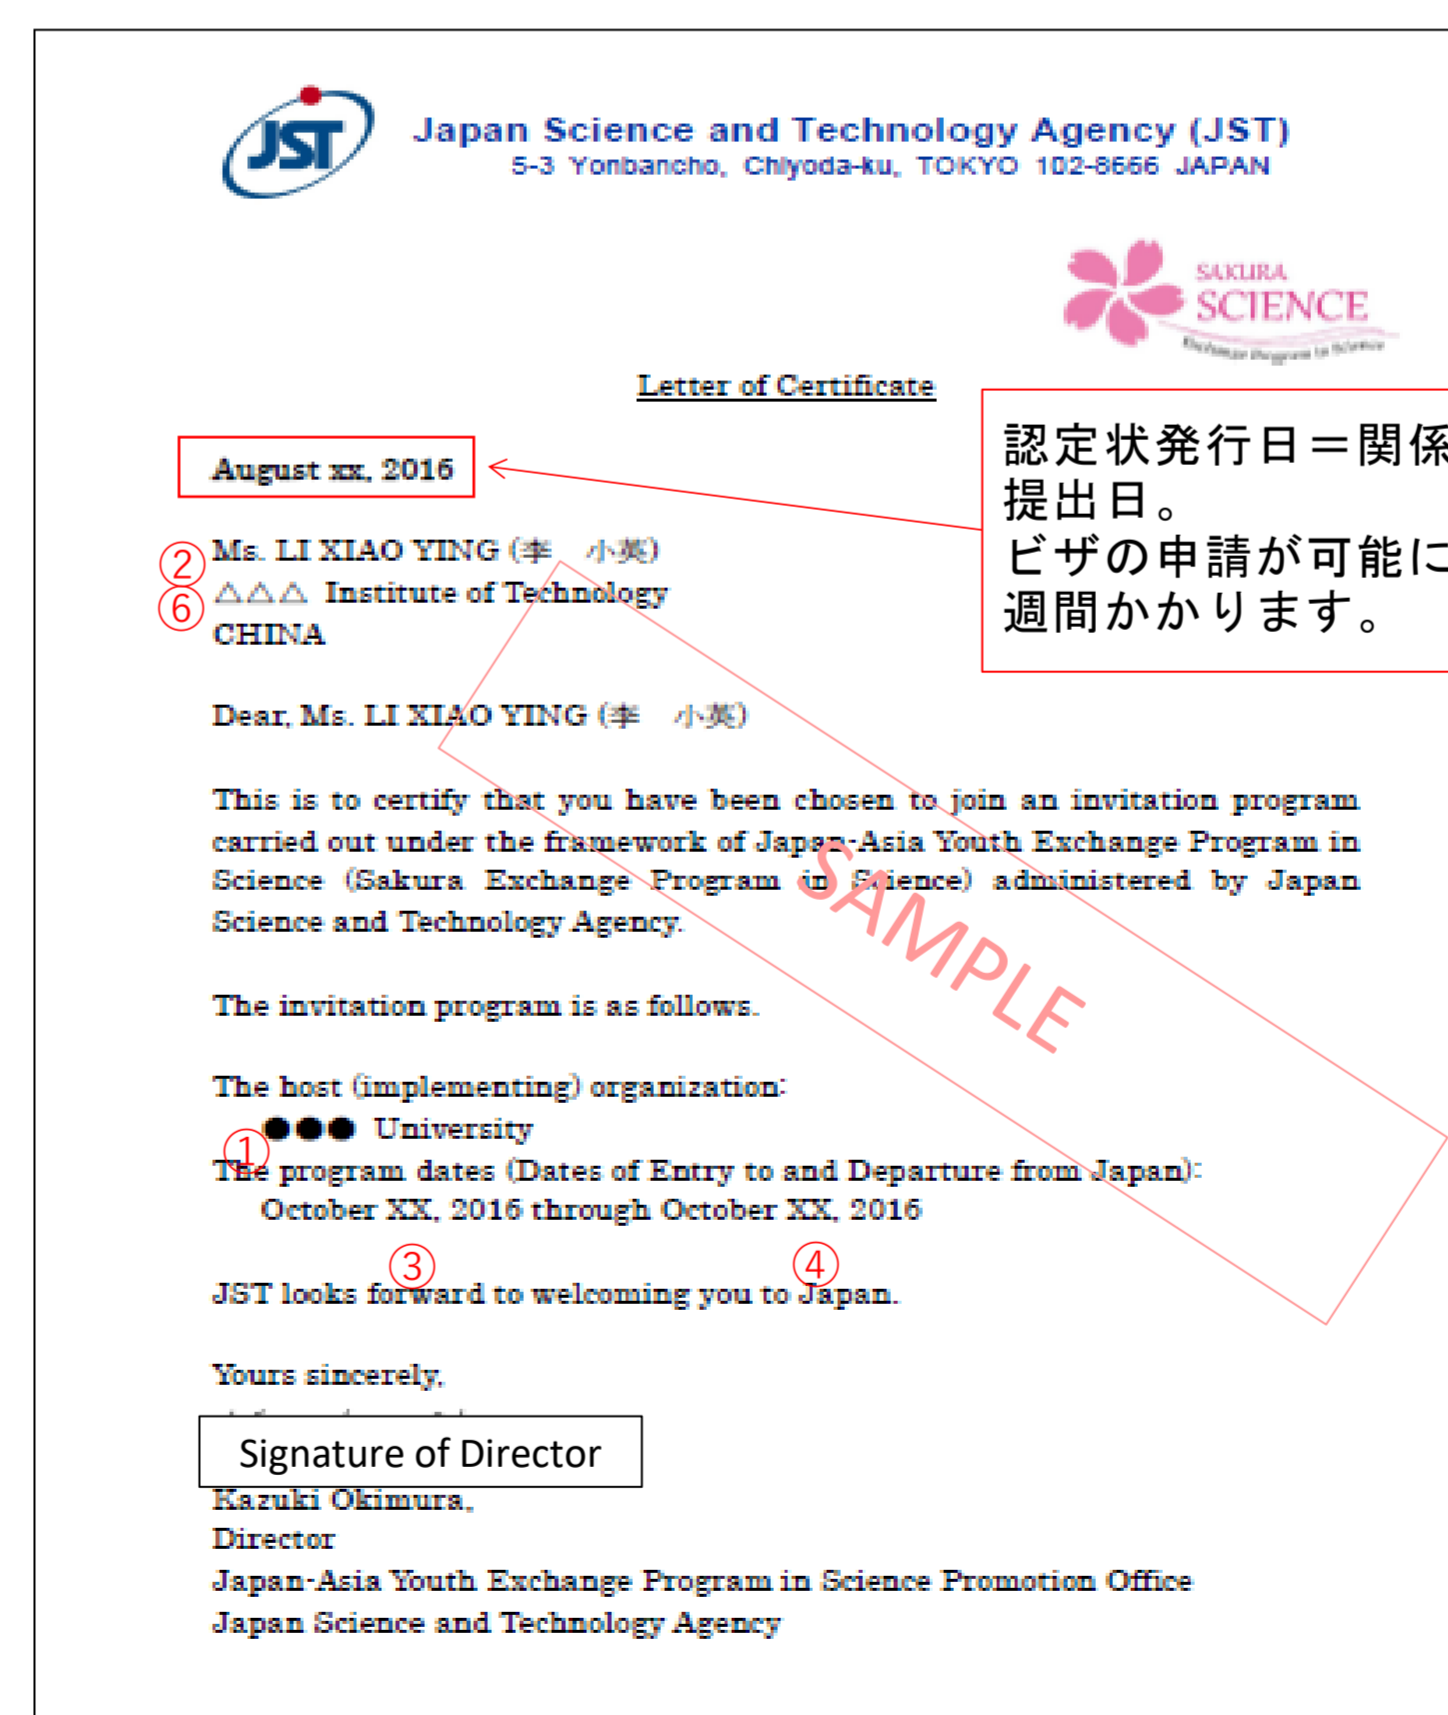 JST
Japan Science and Technology Agency (JST)
5-3 Yonbancho, Chiyoda-ku, TOKYO 102-8666 JAPAN
SAKURA
SCIENCE
Exchange Program in Science
Letter of Certificate
認定状発行日＝関係
提出日。
ビザの申請が可能に
週間かかります。
August xx, 2016
② Ms. LI XIAO YING (李　小英)
⑥ △△△ Institute of Technology
CHINA
Dear, Ms. LI XIAO YING (李　小英)
This is to certify that you have been chosen to join an invitation program
carried out under the framework of Japan-Asia Youth Exchange Program in
Science (Sakura Exchange Program in Science) administered by Japan
Science and Technology Agency.
SAMPLE
The invitation program is as follows.
The host (implementing) organization:
●●● University
①
The program dates (Dates of Entry to and Departure from Japan):
October XX, 2016 through October XX, 2016
③ ④
JST looks forward to welcoming you to Japan.
Yours sincerely,
Signature of Director
Kazuki Okimura,
Director
Japan-Asia Youth Exchange Program in Science Promotion Office
Japan Science and Technology Agency